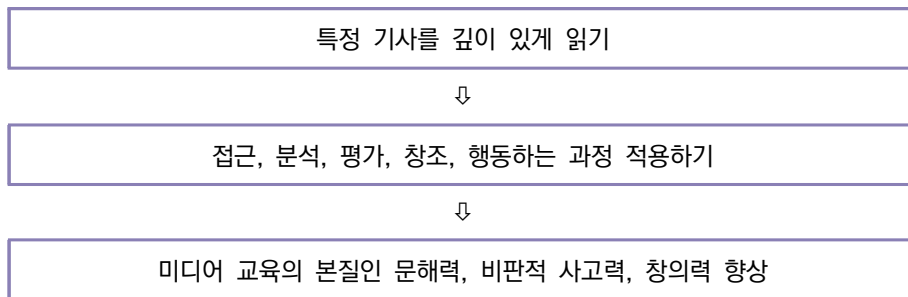 특정 기사를 깊이 있게 읽기
⇩
접근, 분석, 평가, 창조, 행동하는 과정 적용하기
⇩
미디어 교육의 본질인 문해력, 비판적 사고력, 창의력 향상